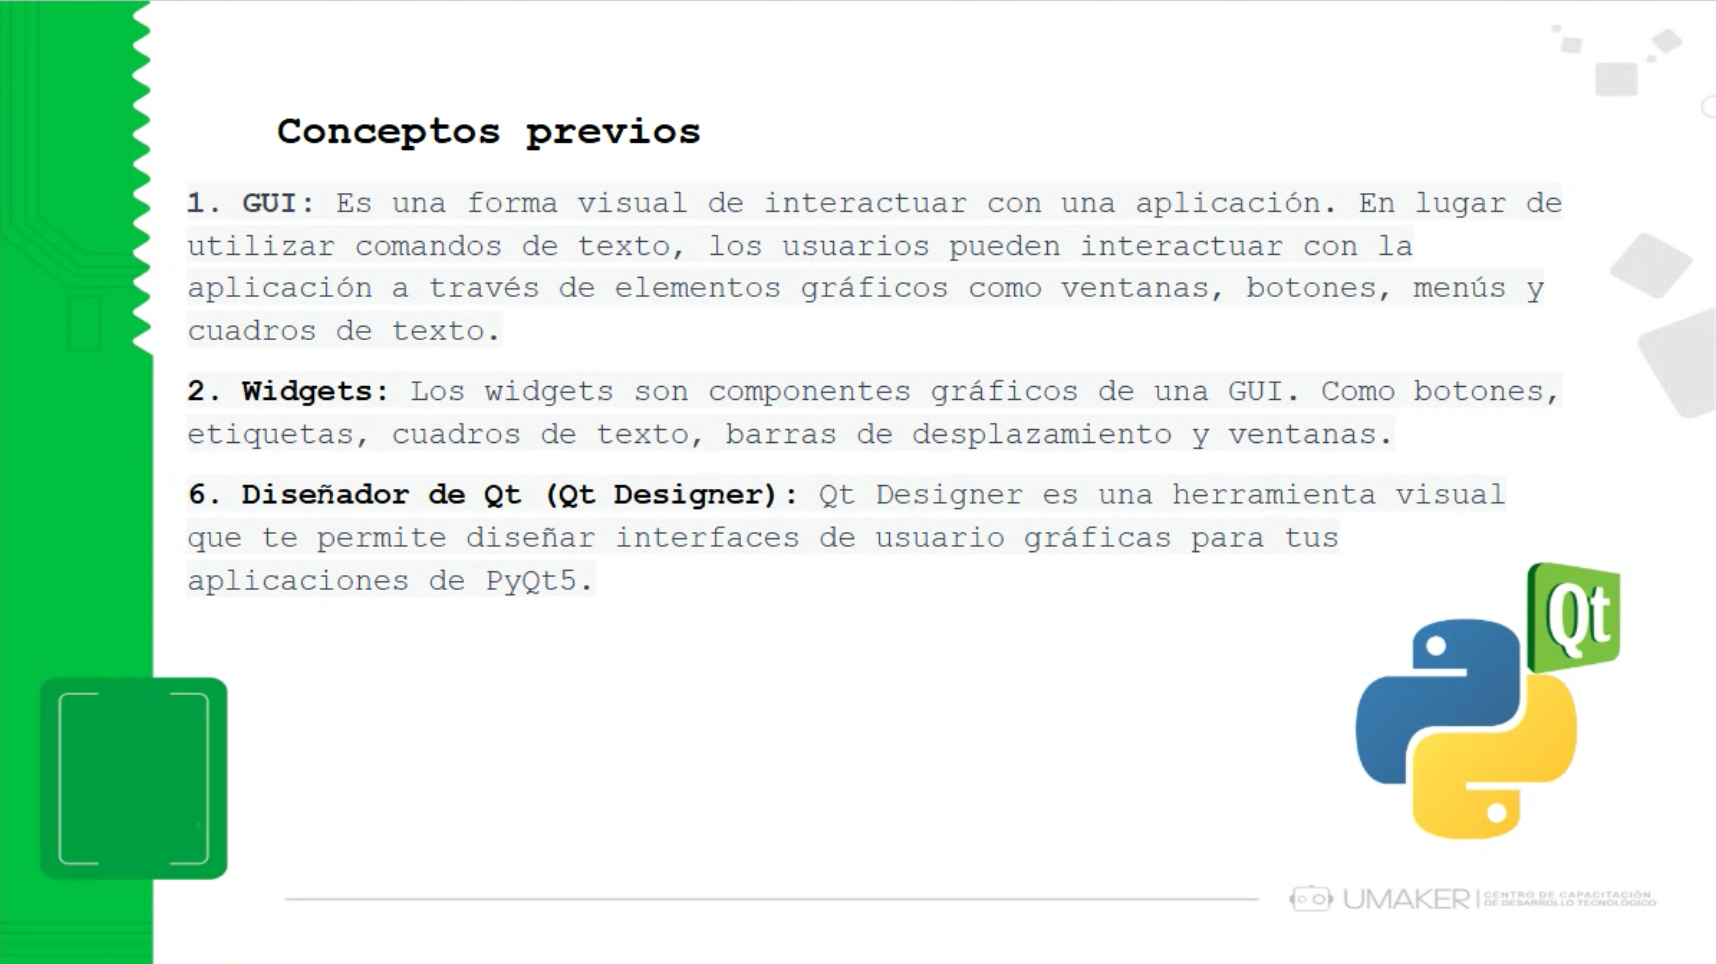 Conceptos previos
1. GUI: Es una forma visual de interactuar con una aplicación. En lugar de
utilizar comandos de texto, los usuarios pueden interactuar con la
aplicación a través de elementos gráficos como ventanas, botones, menús y
cuadros de texto.
2. Widgets: Los widgets son componentes gráficos de una GUI. Como botones,
etiquetas, cuadros de texto, barras de desplazamiento y ventanas.
6. Diseñador de Qt (Qt Designer): Qt Designer es una herramienta visual
que te permite diseñar interfaces de usuario gráficas para tus
aplicaciones de PyQt5.
Qt
UMAKER
CENTRO DE CAPACITACIÓN
DE DESARROLLO TECNOLÓGICO